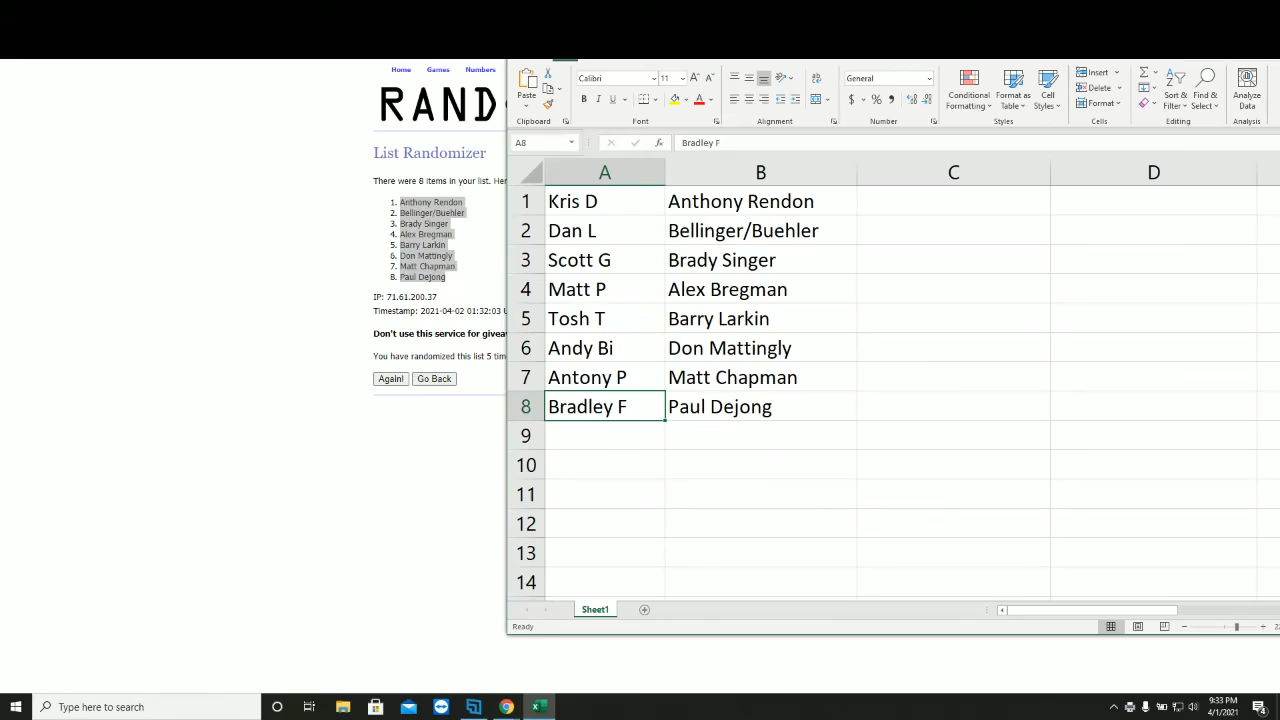 Home Games Numbers
RAND
List Randomizer
There were 8 items in your list. Her
1. Anthony Rendon
2. Bellinger/Buehler
3. Brady Singer
4. Alex Bregman
5. Barry Larkin
6. Don Mattingly
7. Matt Chapman
8. Paul Dejong
IP: 71.61.200.37
Timestamp: 2021-04-02 01:32:03 U
Don't use this service for giveaw
You have randomized this list 5 tim
Again! Go Back
Calibri 11 General
Paste
B I U
$ % ,
Conditional Formatting
Format as Table
Cell Styles
Insert
Delete
Format
Sort & Filter
Find & Select
Analyze Data
Clipboard Font Alignment Number Styles Cells Editing Analysis
A8 fx Bradley F
A B C D
1 Kris D Anthony Rendon
2 Dan L Bellinger/Buehler
3 Scott G Brady Singer
4 Matt P Alex Bregman
5 Tosh T Barry Larkin
6 Andy Bi Don Mattingly
7 Antony P Matt Chapman
8 Bradley F Paul Dejong
9
10
11
12
13
14
Sheet1
Ready
Type here to search
9:33 PM
4/1/2021